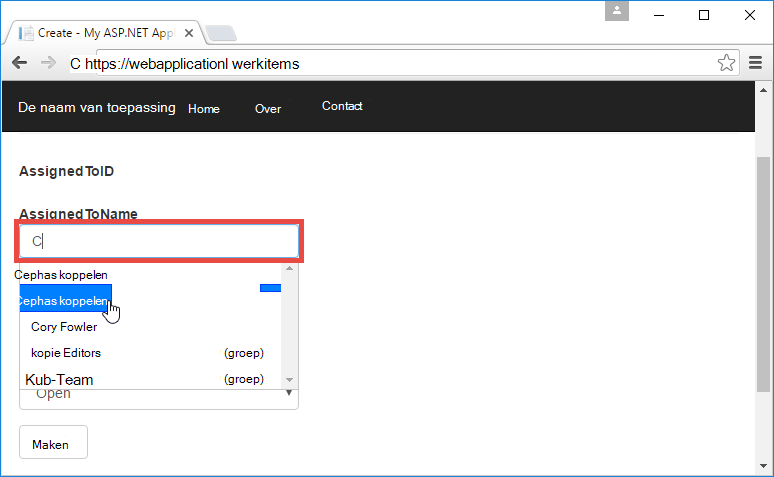 Create - My ASP.NET App
C https://webapplicationl werkitems
De naam van toepassing Home Over Contact
AssignedToID
AssignedToName
C
Cephas koppelen
Cephas koppelen
Cory Fowler
kopie Editors (groep)
Kub-Team (groep)
Open
Maken